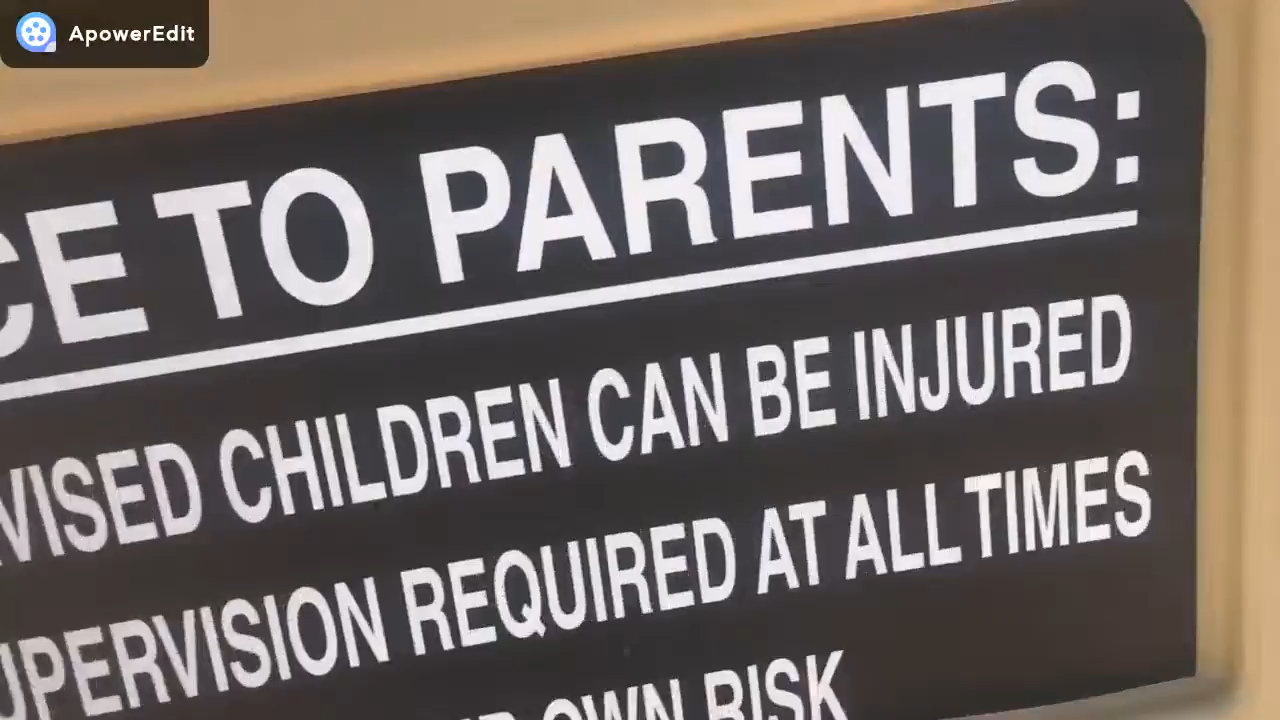 ApowerEdit
CE TO PARENTS:
VISED CHILDREN CAN BE INJURED
UPERVISION REQUIRED AT ALL TIMES
OWN RISK